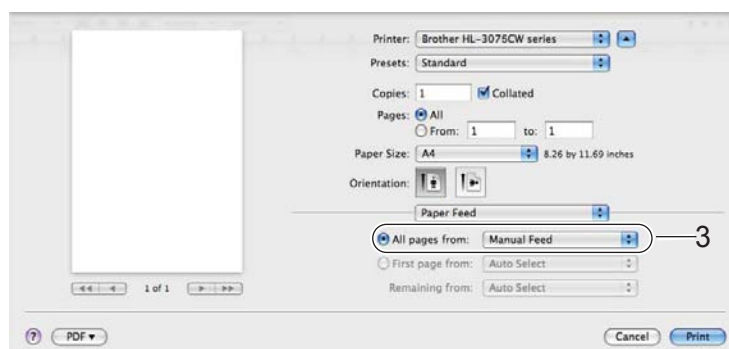 Printer: Brother HL-3075CW series
Presets: Standard
Copies: 1 Collated
Pages: All
From: 1 to: 1
Paper Size: A4 8.26 by 11.69 inches
Orientation:
Paper Feed
All pages from: Manual Feed 3
First page from: Auto Select
Remaining from: Auto Select
1 of 1
? PDF Cancel Print